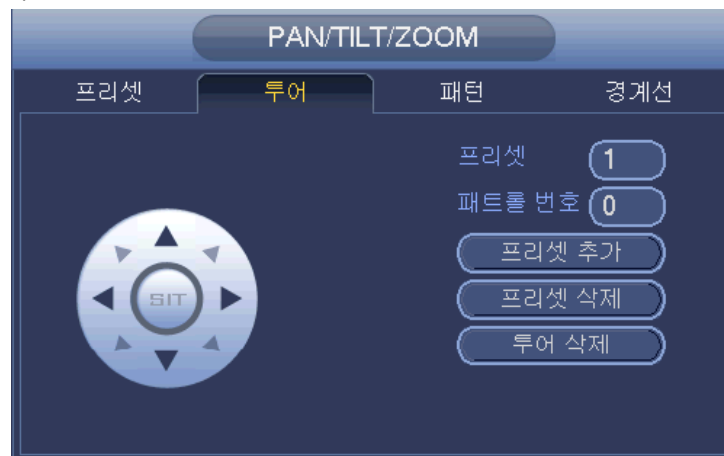 PAN/TILT/ZOOM
프리셋 투어 패턴 경계선
프리셋 1
패트롤 번호 0
프리셋 추가
SIT
프리셋 삭제
투어 삭제